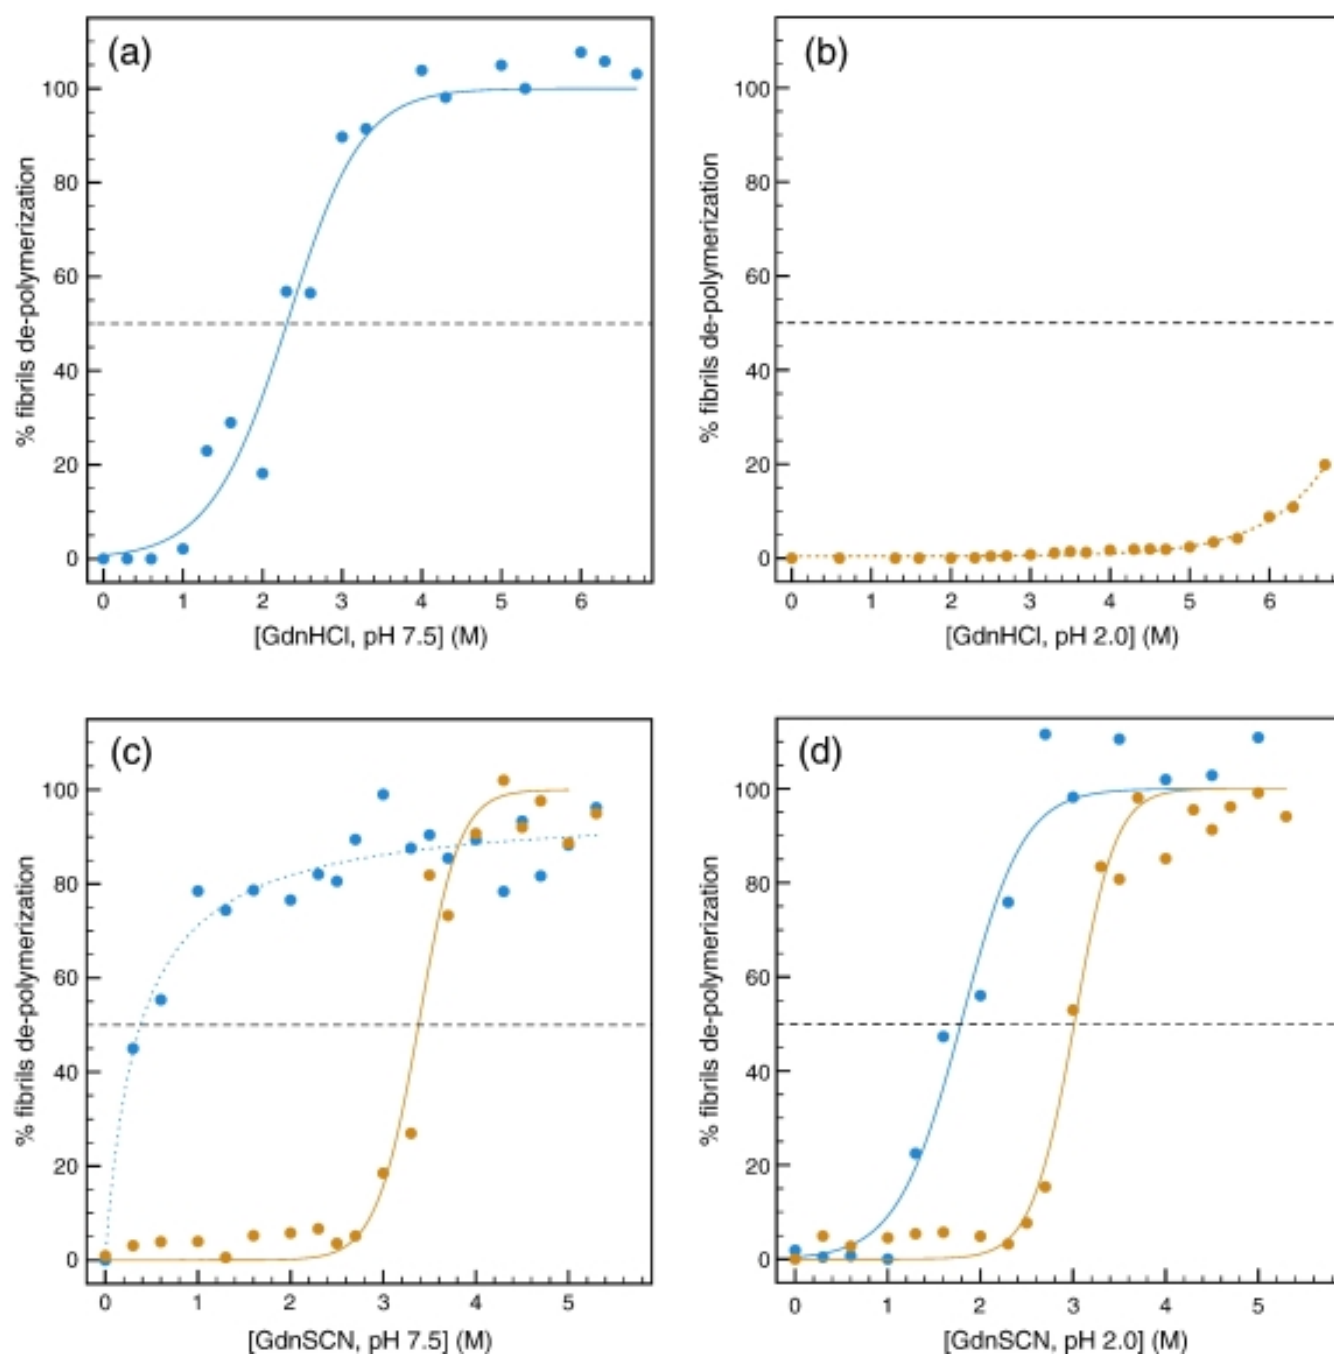 (a)
% fibrils de-polymerization
100
80
60
40
20
0
0 1 2 3 4 5 6
[GdnHCl, pH 7.5] (M)
(b)
% fibrils de-polymerization
100
80
60
40
20
0
0 1 2 3 4 5 6
[GdnHCl, pH 2.0] (M)
(c)
% fibrils de-polymerization
100
80
60
40
20
0
0 1 2 3 4 5
[GdnSCN, pH 7.5] (M)
(d)
% fibrils de-polymerization
100
80
60
40
20
0
0 1 2 3 4 5
[GdnSCN, pH 2.0] (M)